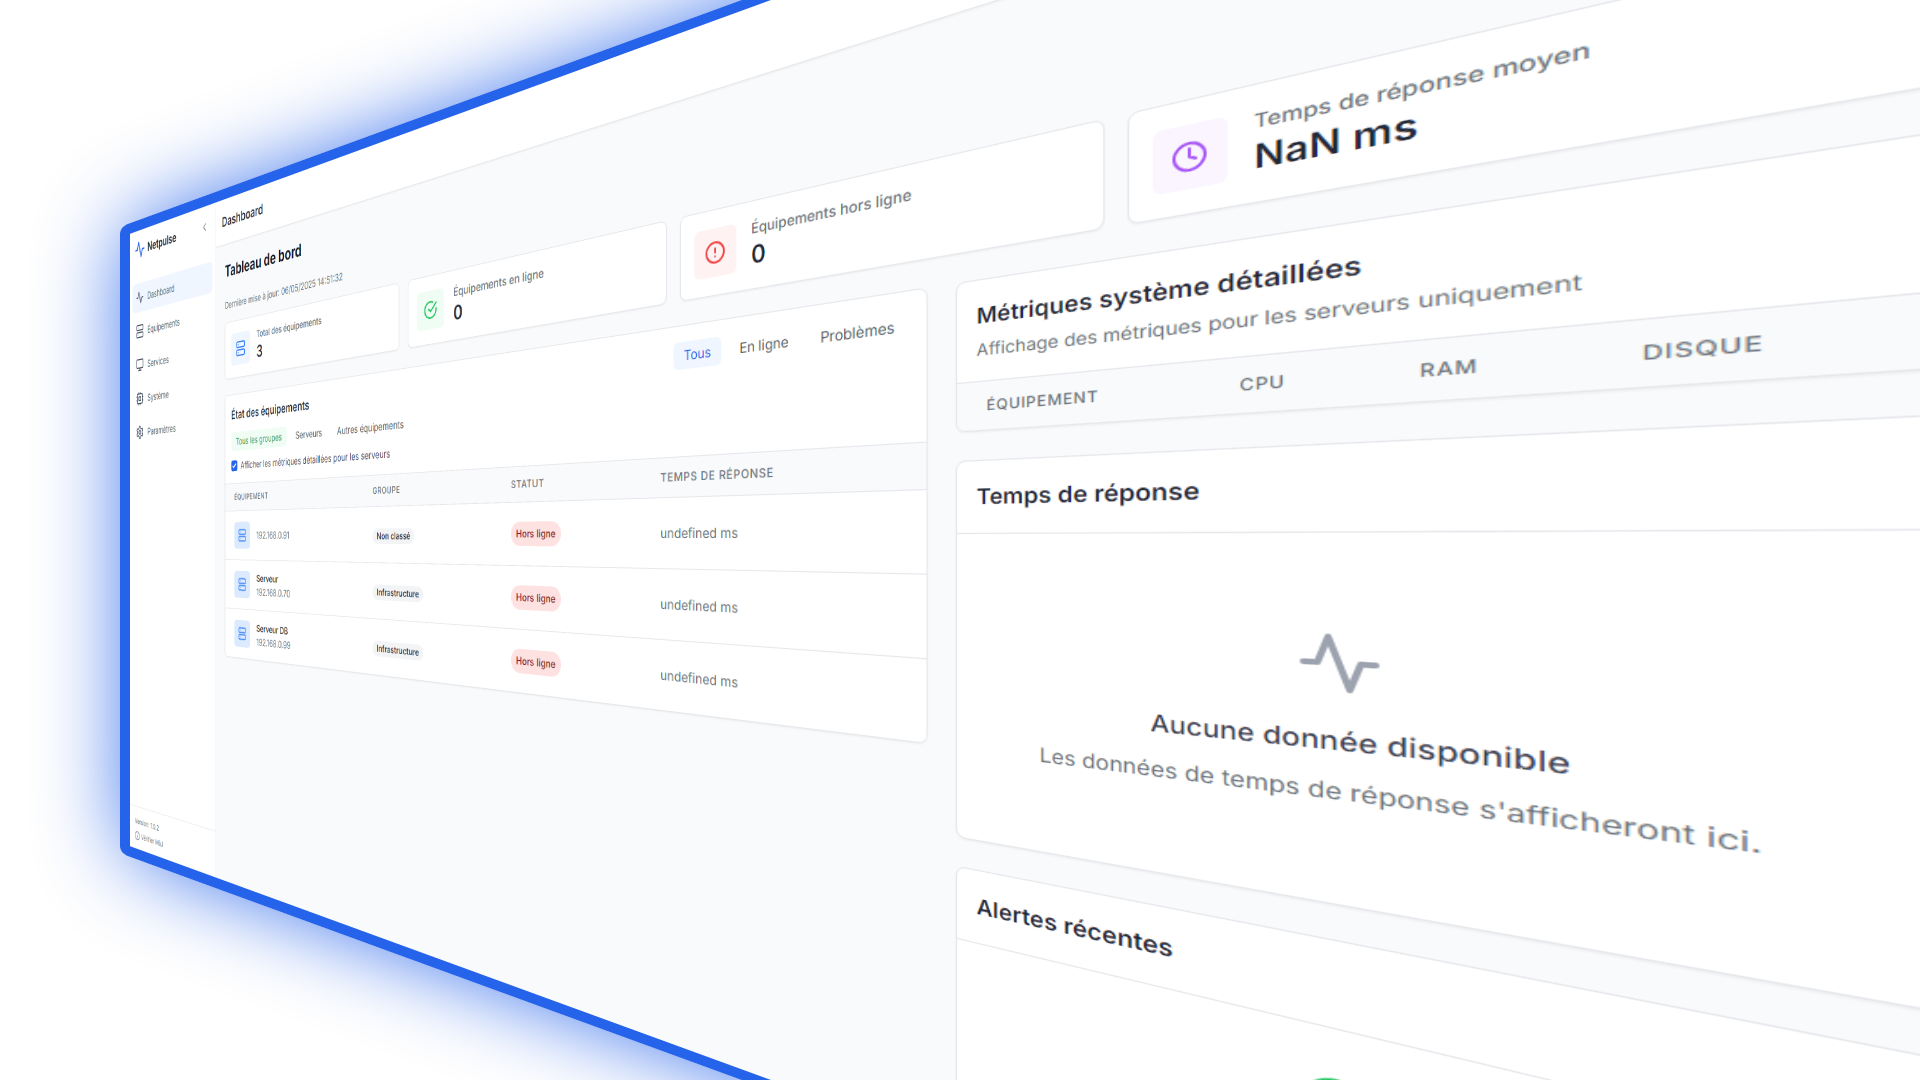 Netpulse
Dashboard
Équipements
Services
Système
Paramètres
Version 1.0.2
Vérifier MàJ
Dashboard
Tableau de bord
Dernière mise à jour: 06/05/2025 14:51:32
Total des équipements
3
Équipements en ligne
0
Équipements hors ligne
0
Temps de réponse moyen
NaN ms
État des équipements
Tous
En ligne
Problèmes
Tous les groupes
Serveurs
Autres équipements
Afficher les métriques détaillées pour les serveurs
ÉQUIPEMENT GROUPE STATUT TEMPS DE RÉPONSE
192.168.0.91 Non classé Hors ligne undefined ms
Serveur
192.168.0.70 Infrastructure Hors ligne undefined ms
Serveur DB
192.168.0.99 Infrastructure Hors ligne undefined ms
Métriques système détaillées
Affichage des métriques pour les serveurs uniquement
ÉQUIPEMENT CPU RAM DISQUE
Temps de réponse
Aucune donnée disponible
Les données de temps de réponse s'afficheront ici.
Alertes récentes